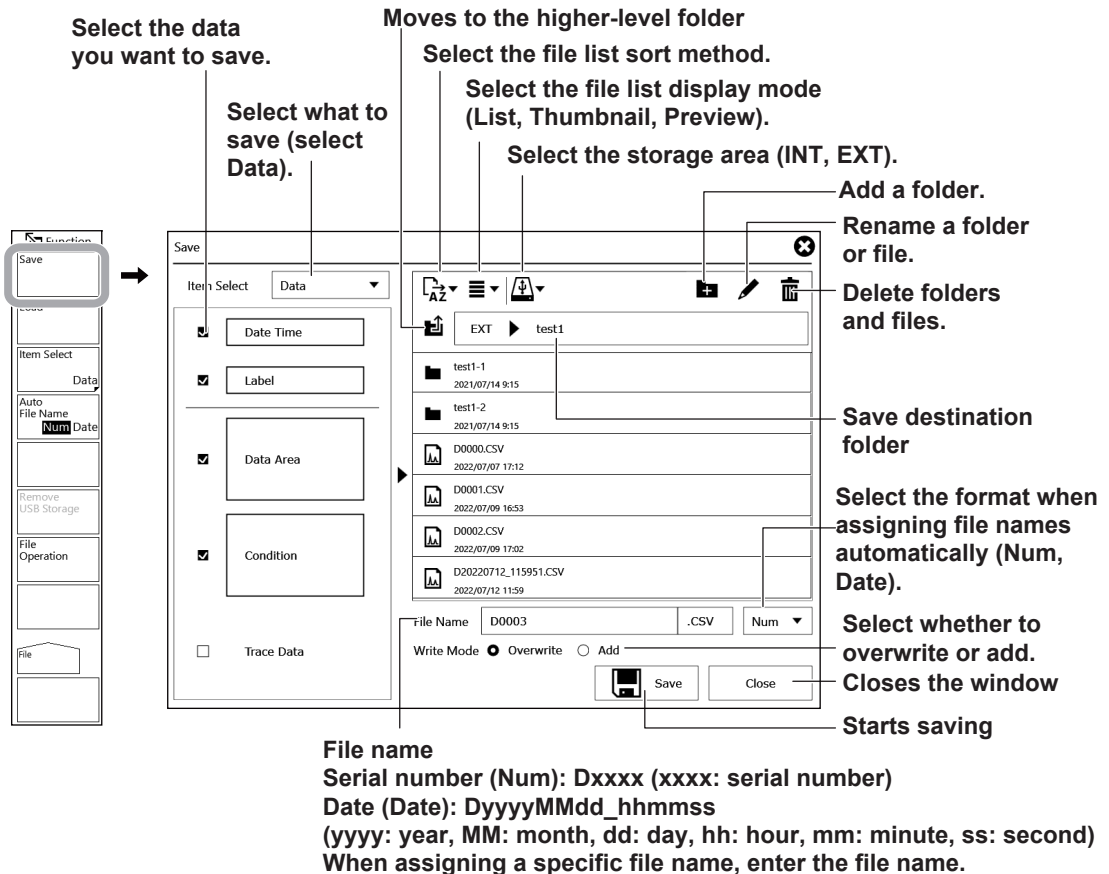 Select the data
you want to save.
Moves to the higher-level folder
Select the file list sort method.
Select what to
save (select
Data).
Select the file list display mode
(List, Thumbnail, Preview).
Select the storage area (INT, EXT).
Add a folder.
Rename a folder
or file.
Delete folders
and files.
Save destination
folder
Select the format when
assigning file names
automatically (Num,
Date).
Select whether to
overwrite or add.
Closes the window
Starts saving
Function
Save
Load
Item Select
Data
Auto
File Name
Num Date
Remove
USB Storage
File
Operation
File
Save
Item Select Data
Date Time
Label
Data Area
Condition
Trace Data
AZ
EXT test1
test1-1
2021/07/14 9:15
test1-2
2021/07/14 9:15
D0000.CSV
2022/07/07 17:12
D0001.CSV
2022/07/09 16:53
D0002.CSV
2022/07/09 17:02
D20220712_115951.CSV
2022/07/12 11:59
File Name D0003 .CSV Num
Write Mode Overwrite Add
Save Close
File name
Serial number (Num): Dxxxx (xxxx: serial number)
Date (Date): DyyyyMMdd_hhmmss
(yyyy: year, MM: month, dd: day, hh: hour, mm: minute, ss: second)
When assigning a specific file name, enter the file name.